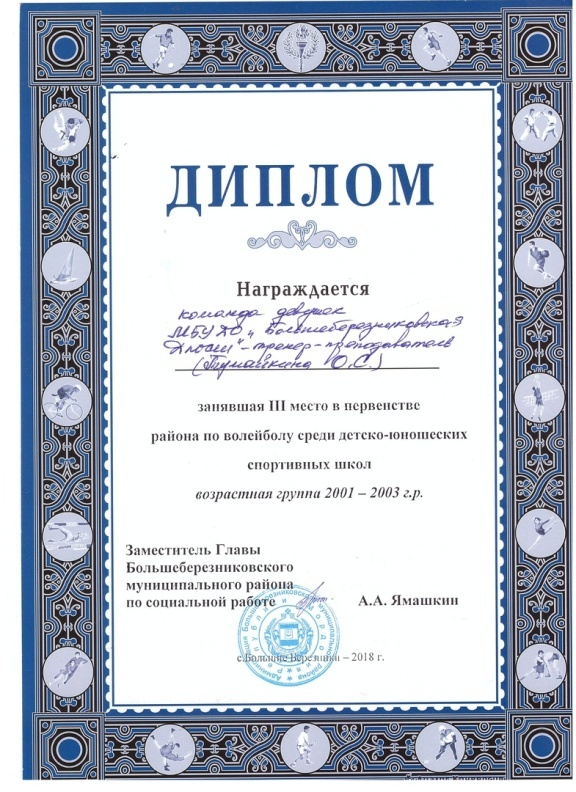 ДИПЛОМ
Награждается
команда девушек
МБУ ДО "Большеберезниковская
ДЮСШ" - тренер-преподаватель
(Тумайкина О.С.)
занявшая III место в первенстве
района по волейболу среди детско-юношеских
спортивных школ
возрастная группа 2001 – 2003 г.р.
Заместитель Главы
Большеберезниковского
муниципального района
по социальной работе А.А. Ямашкин
с.Большие Березники – 2018 г.